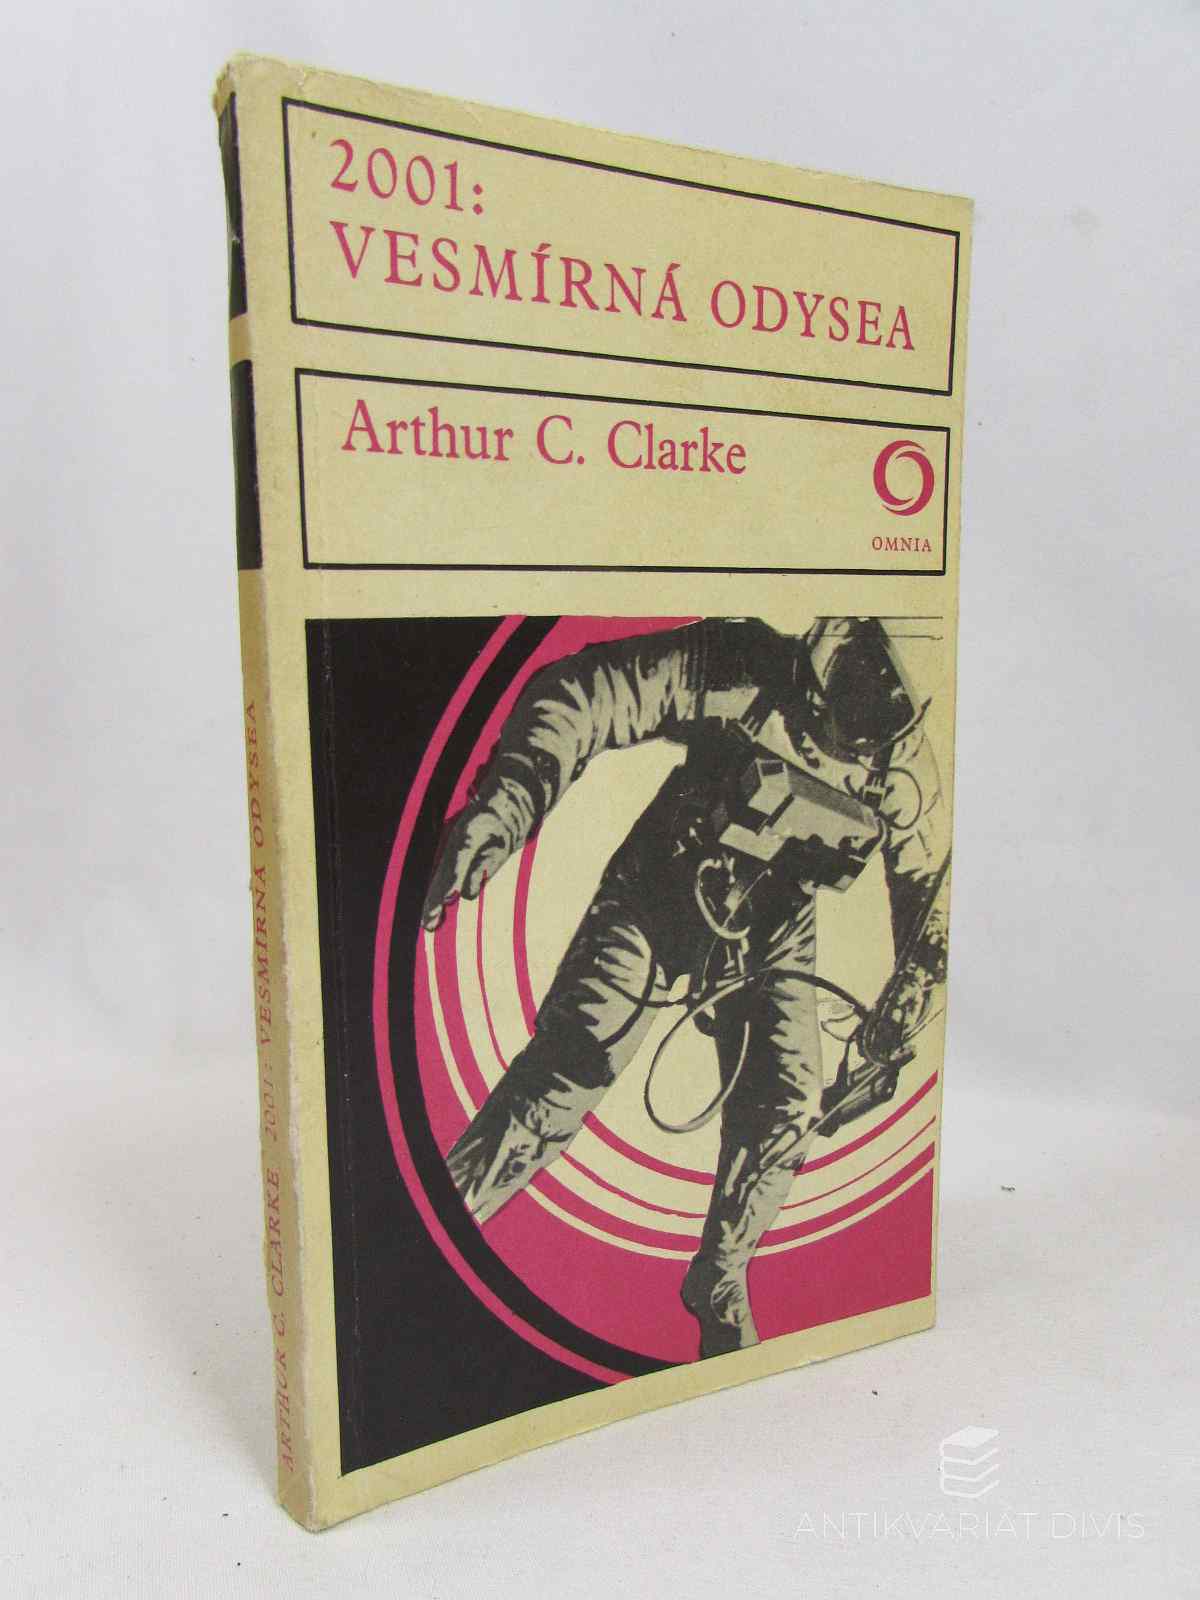 2001:
VESMÍRNÁ ODYSEA
Arthur C. Clarke
OMNIA
ARTHUR C. CLARKE 2001: VESMÍRNÁ ODYSEA
ANTIKVARIÁT DIVIS